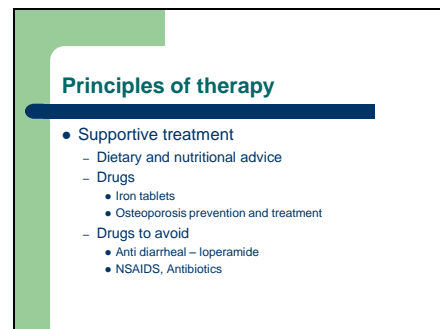 Principles of therapy
● Supportive treatment
– Dietary and nutritional advice
– Drugs
● Iron tablets
● Osteoporosis prevention and treatment
– Drugs to avoid
● Anti diarrheal – loperamide
● NSAIDS, Antibiotics